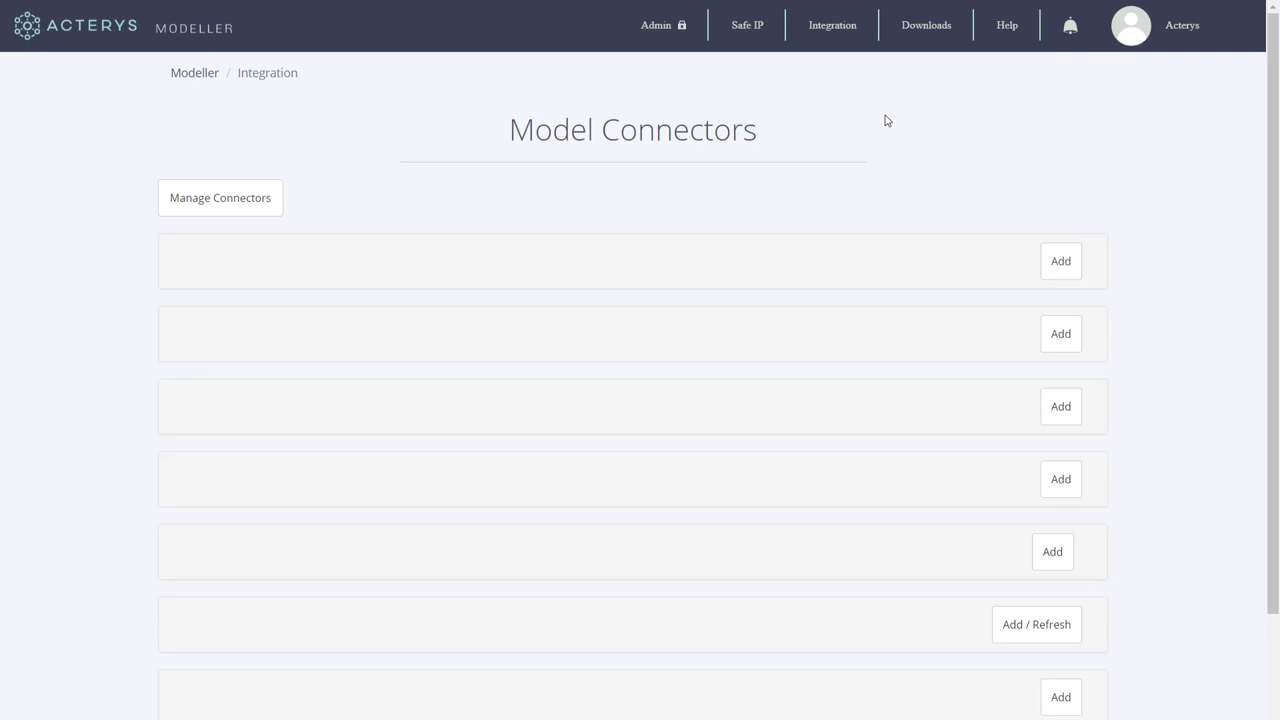 ACTERYS MODELLER
Admin
Safe IP
Integration
Downloads
Help
Acterys
Modeller / Integration
Model Connectors
Manage Connectors
Add
Add
Add
Add
Add
Add / Refresh
Add